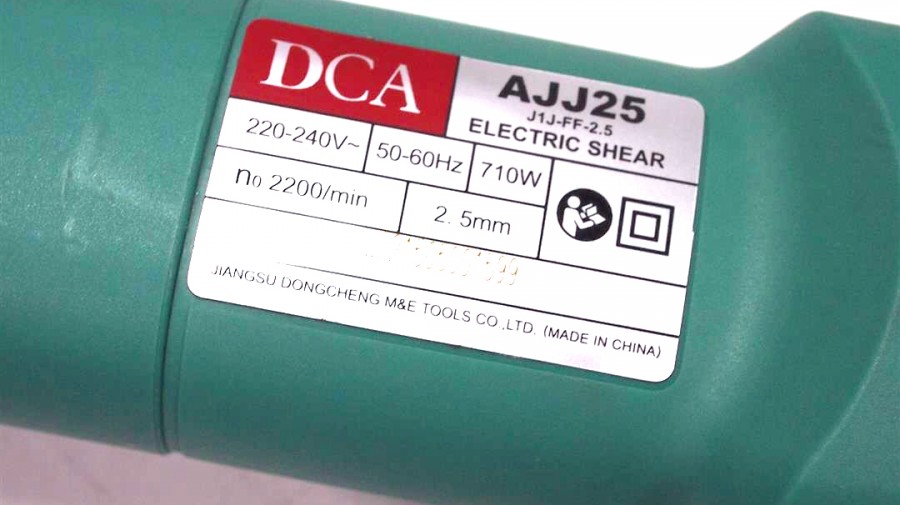 DCA
AJJ25
J1J-FF-2.5
ELECTRIC SHEAR
220-240V~
50-60Hz
710W
n0 2200/min
2.5mm
JIANGSU DONGCHENG M&E TOOLS CO.,LTD. (MADE IN CHINA)